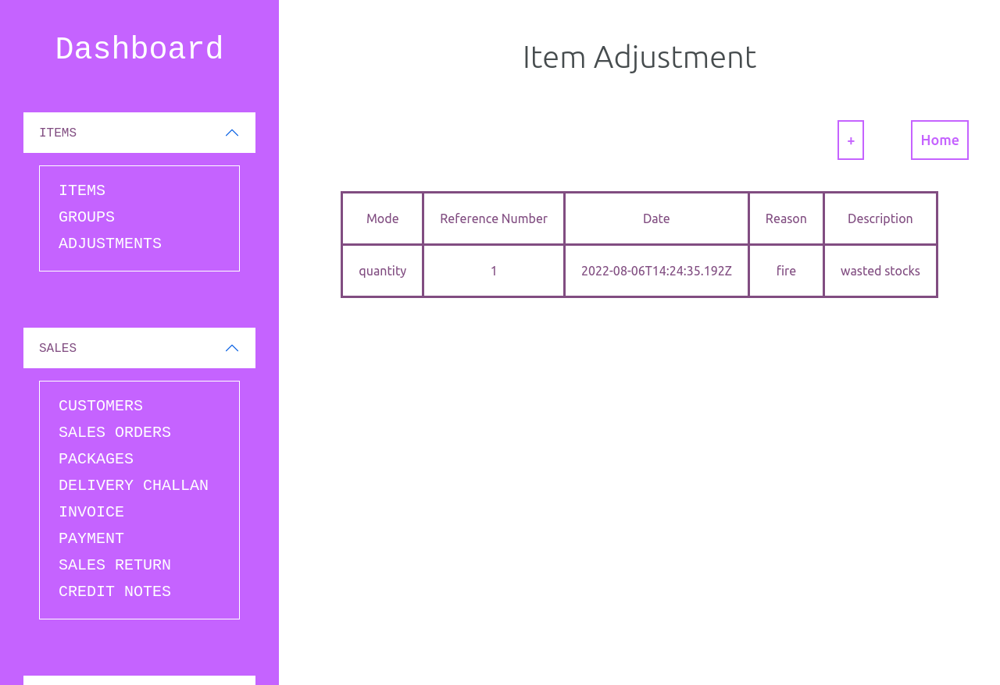 Dashboard
ITEMS
ITEMS
GROUPS
ADJUSTMENTS
SALES
CUSTOMERS
SALES ORDERS
PACKAGES
DELIVERY CHALLAN
INVOICE
PAYMENT
SALES RETURN
CREDIT NOTES
Item Adjustment
+ Home
Mode Reference Number Date Reason Description
quantity 1 2022-08-06T14:24:35.192Z fire wasted stocks